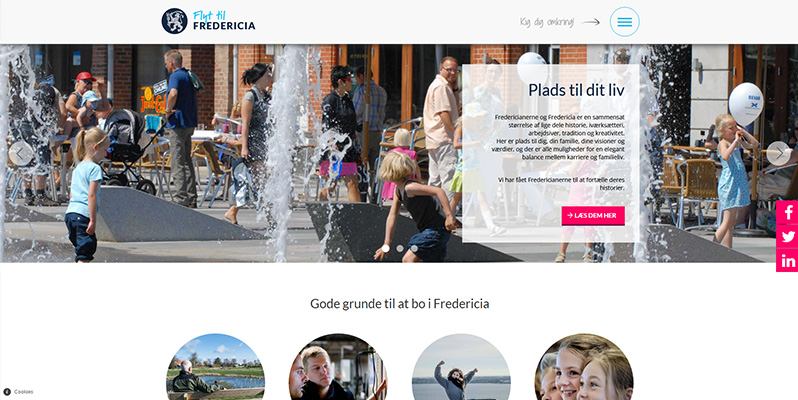 Flyt til
FREDERICIA
Kig dig omkring!
Plads til dit liv
Fredericianerne og Fredericia er en sammensat
størrelse af lige dele historie, iværksætteri,
arbejdsiver, tradition og kreativitet.
Her er plads til dig, din familie, dine visioner og
værdier, og der er alle muligheder for en elegant
balance mellem karriere og familieliv.
Vi har fået Fredericianerne til at fortælle deres
historier.
LÆS DEM HER
f
in
Gode grunde til at bo i Fredericia
Cookies